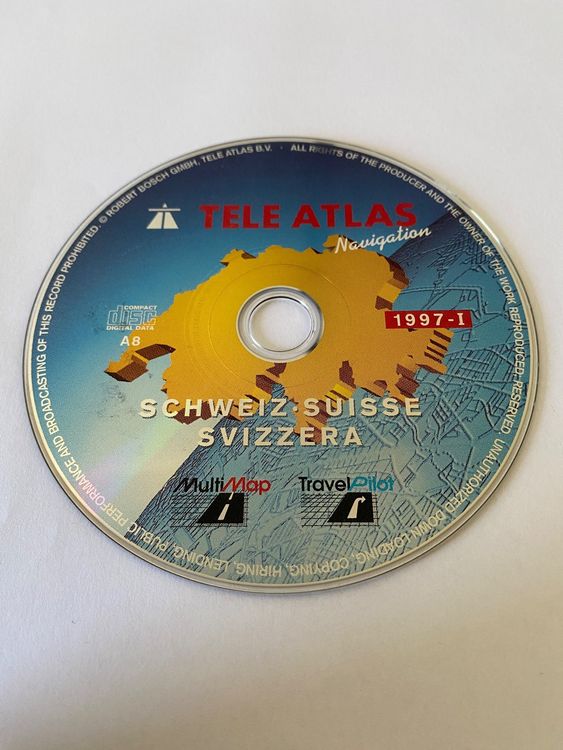 UNAUTHORIZED DOWN LOADING, COPYING, HIRING, LENDING, PUBLIC PERFORMANCE AND BROADCASTING OF THIS RECORD PROHIBITED. © ROBERT BOSCH GMBH, TELE ATLAS B.V. · ALL RIGHTS OF THE PRODUCER AND THE OWNER OF THE WORK REPRODUCED RESERVED.
TELE ATLAS
Navigation
COMPACT
disc
DIGITAL DATA
A8
1997-I
SCHWEIZ·SUISSE
SVIZZERA
MultiMap
TravelPilot